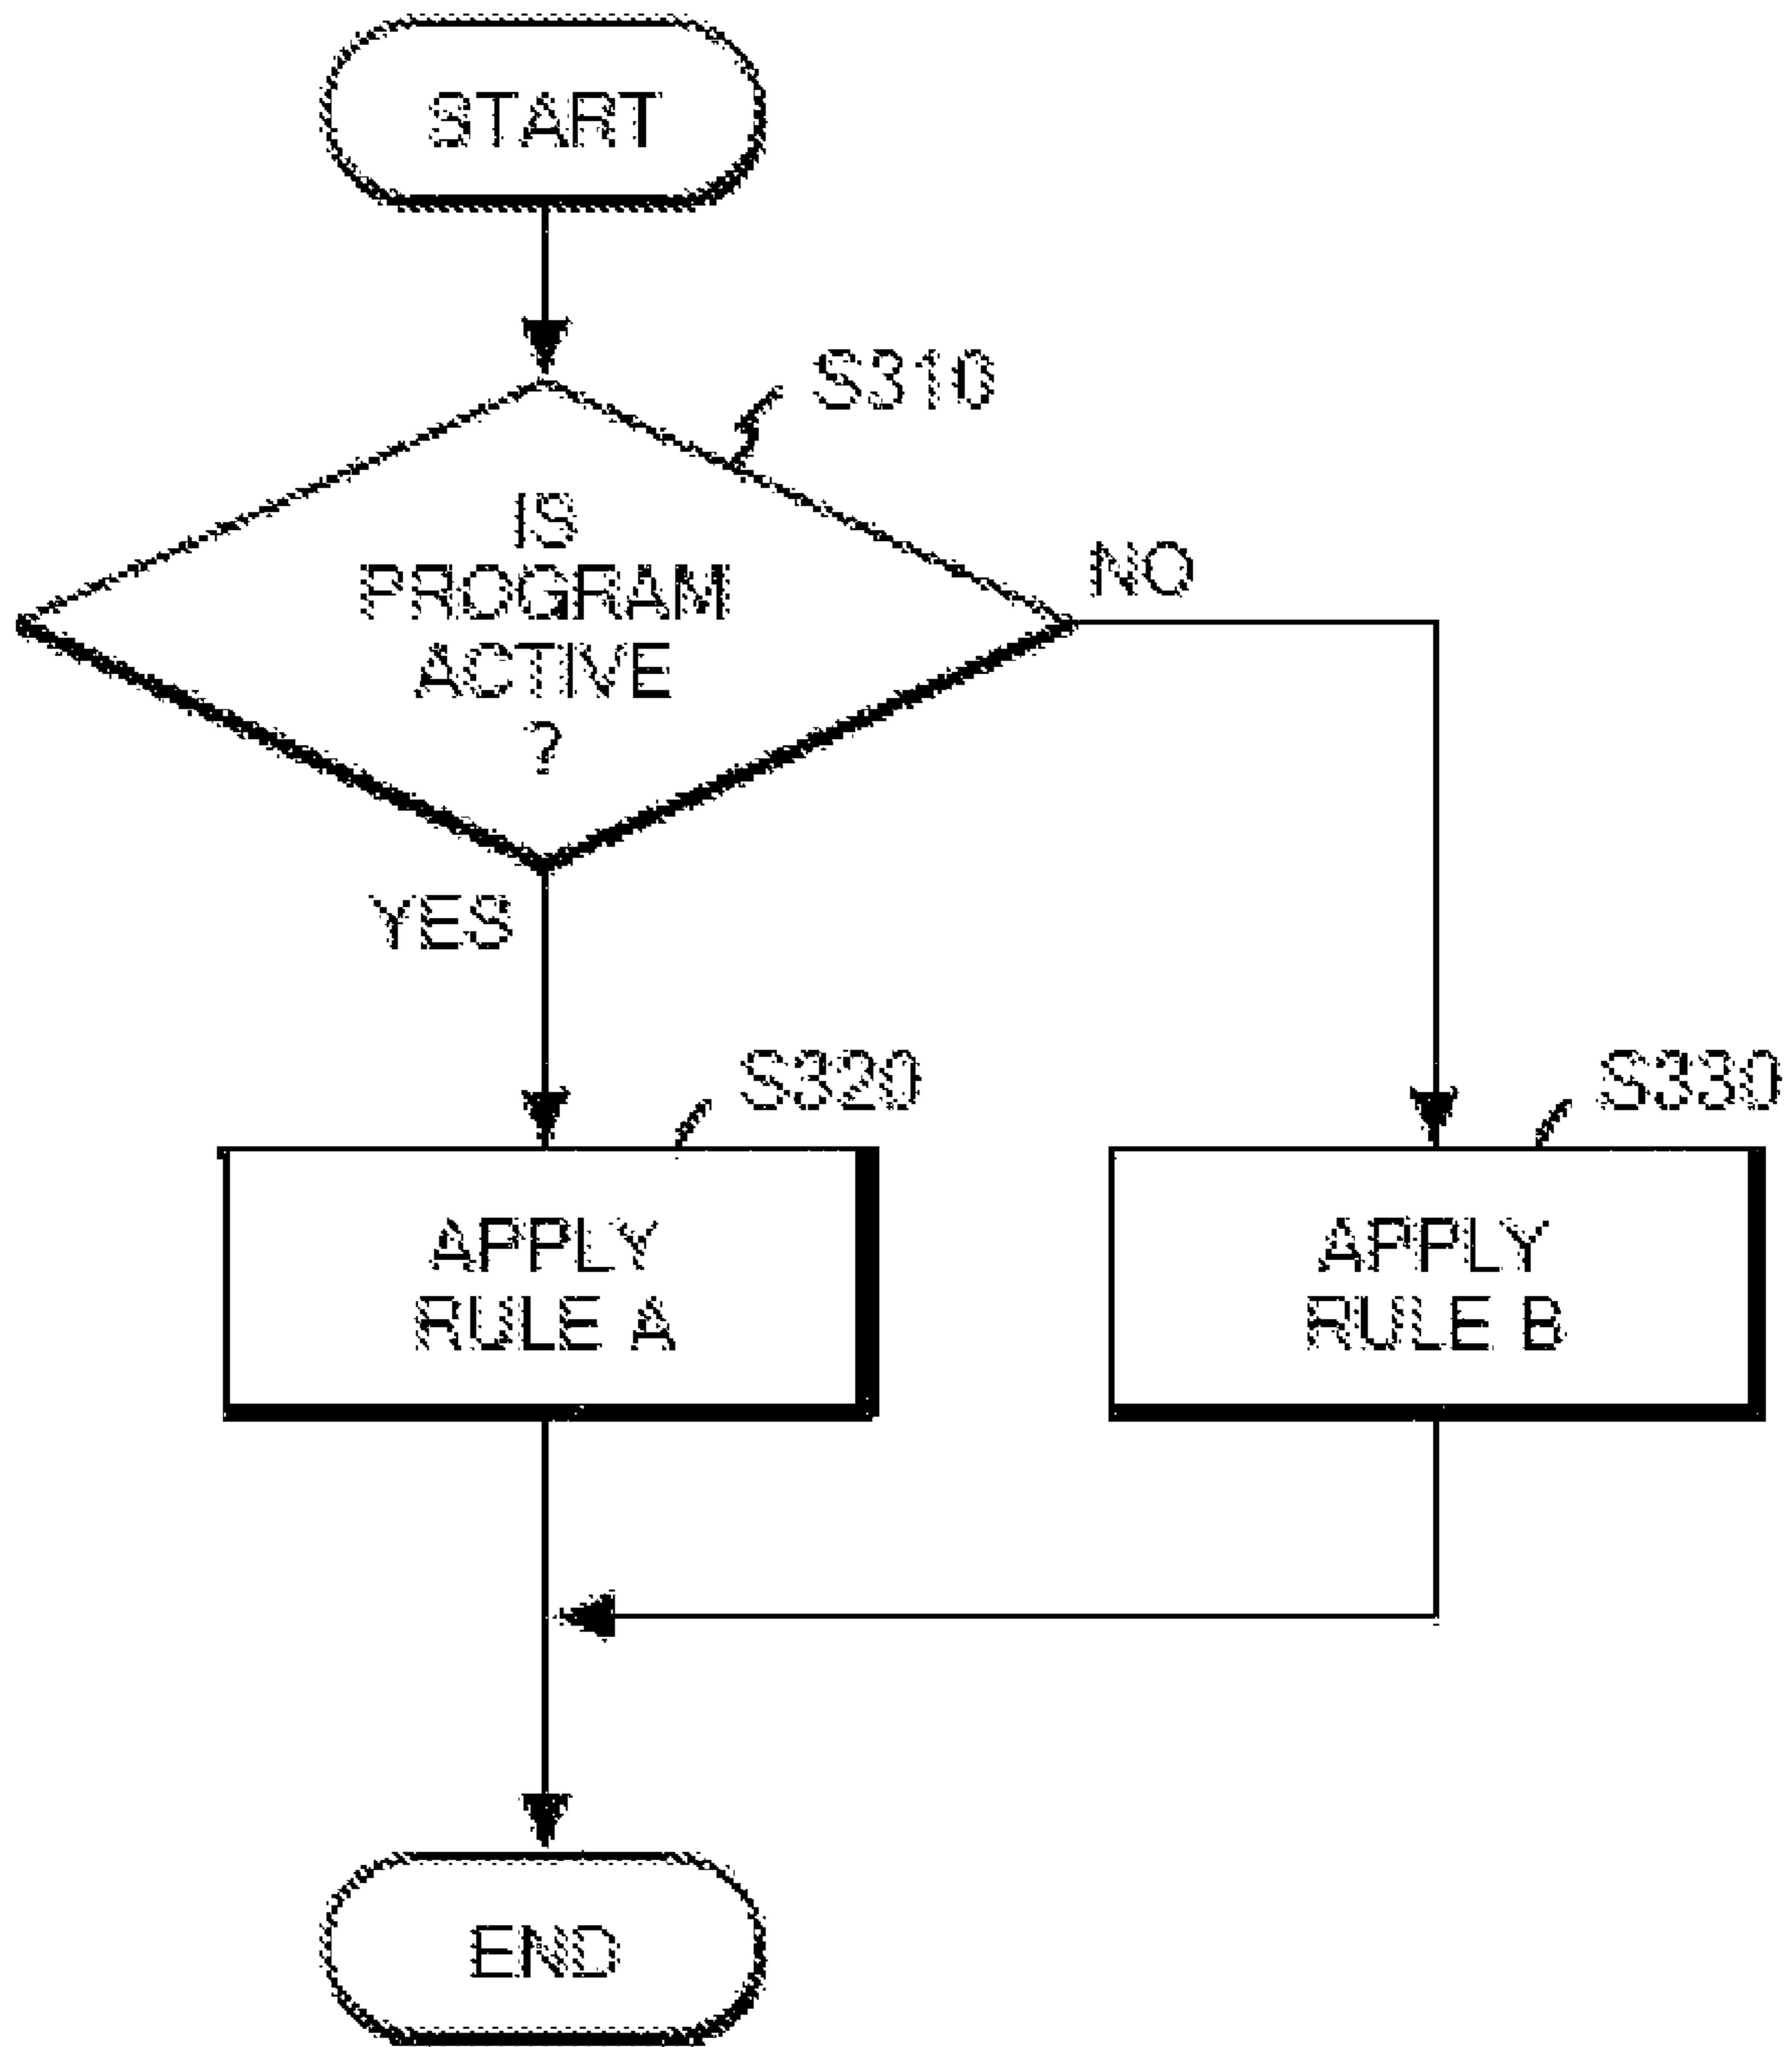 START
S310
IS
PROGRAM
ACTIVE
?
NO
YES
S320
S330
APPLY
RULE A
APPLY
RULE B
END